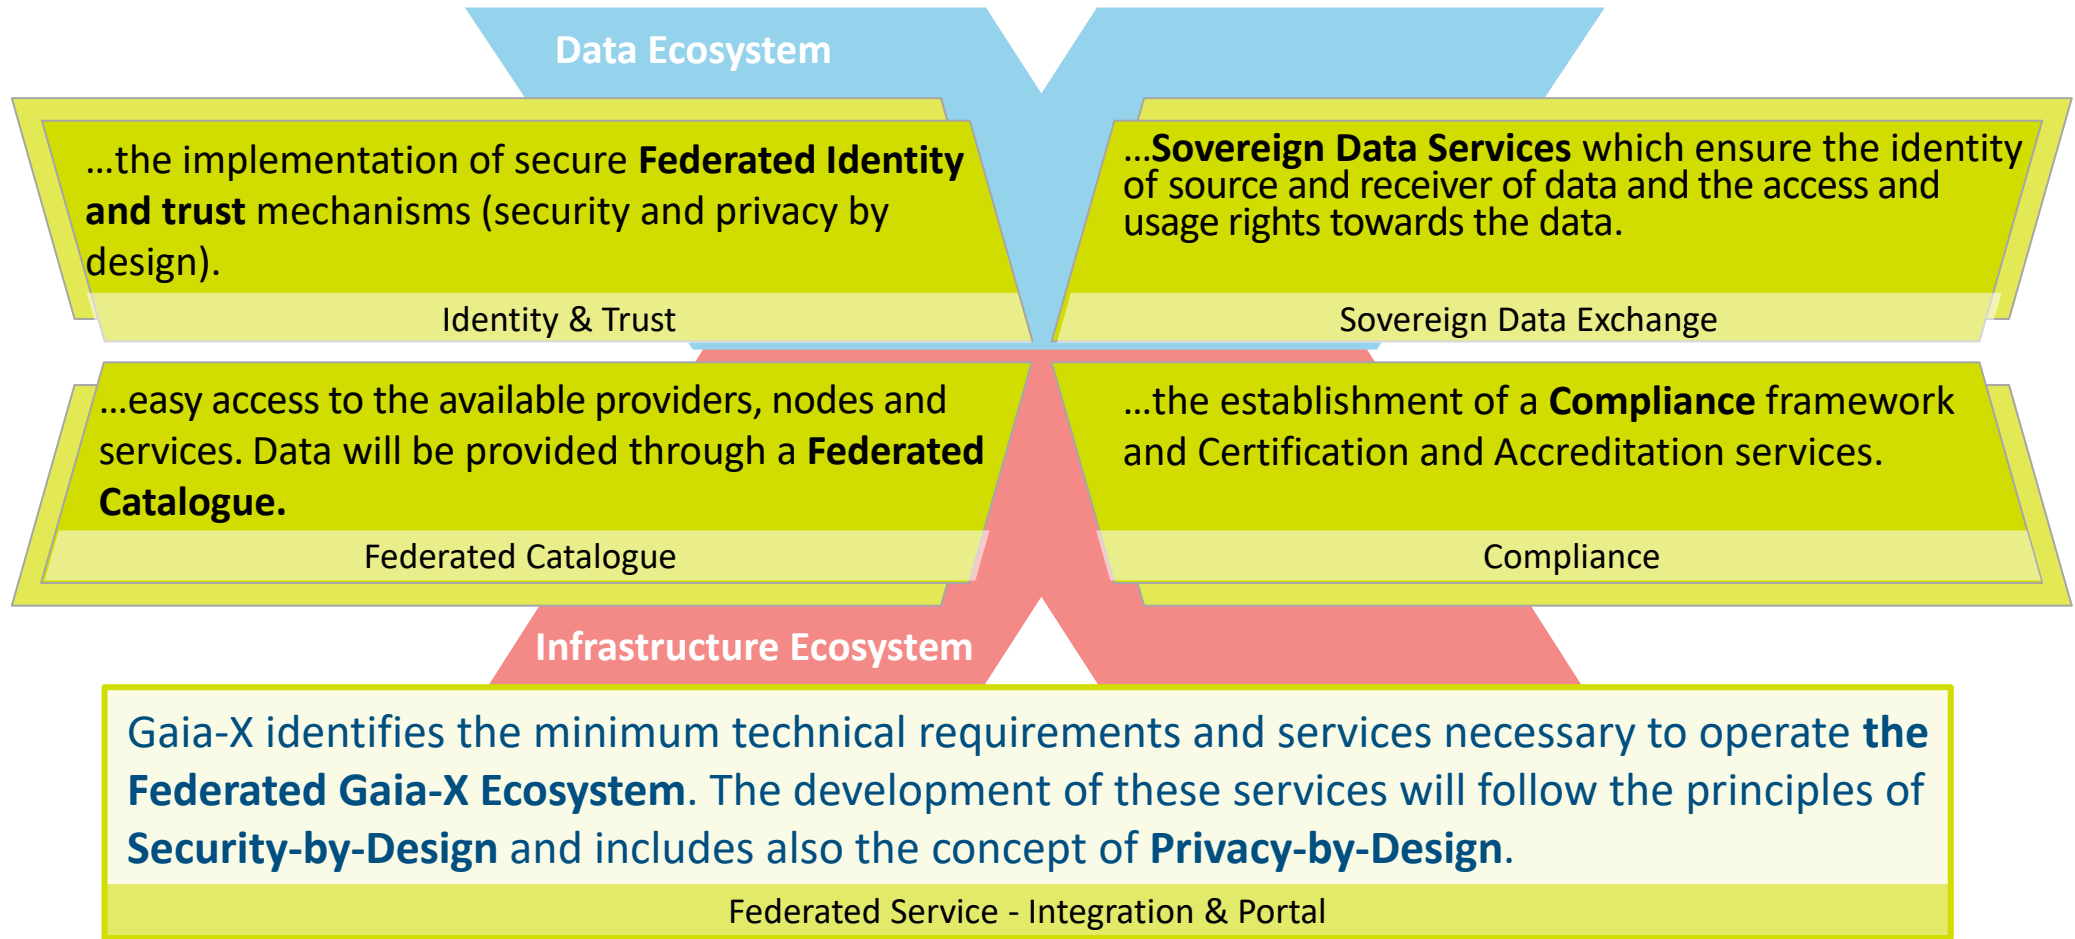 Data Ecosystem
...the implementation of secure Federated Identity
and trust mechanisms (security and privacy by
design).
Identity & Trust
...Sovereign Data Services which ensure the identity
of source and receiver of data and the access and
usage rights towards the data.
Sovereign Data Exchange
...easy access to the available providers, nodes and
services. Data will be provided through a Federated
Catalogue.
Federated Catalogue
...the establishment of a Compliance framework
and Certification and Accreditation services.
Compliance
Infrastructure Ecosystem
Gaia-X identifies the minimum technical requirements and services necessary to operate the
Federated Gaia-X Ecosystem. The development of these services will follow the principles of
Security-by-Design and includes also the concept of Privacy-by-Design.
Federated Service - Integration & Portal